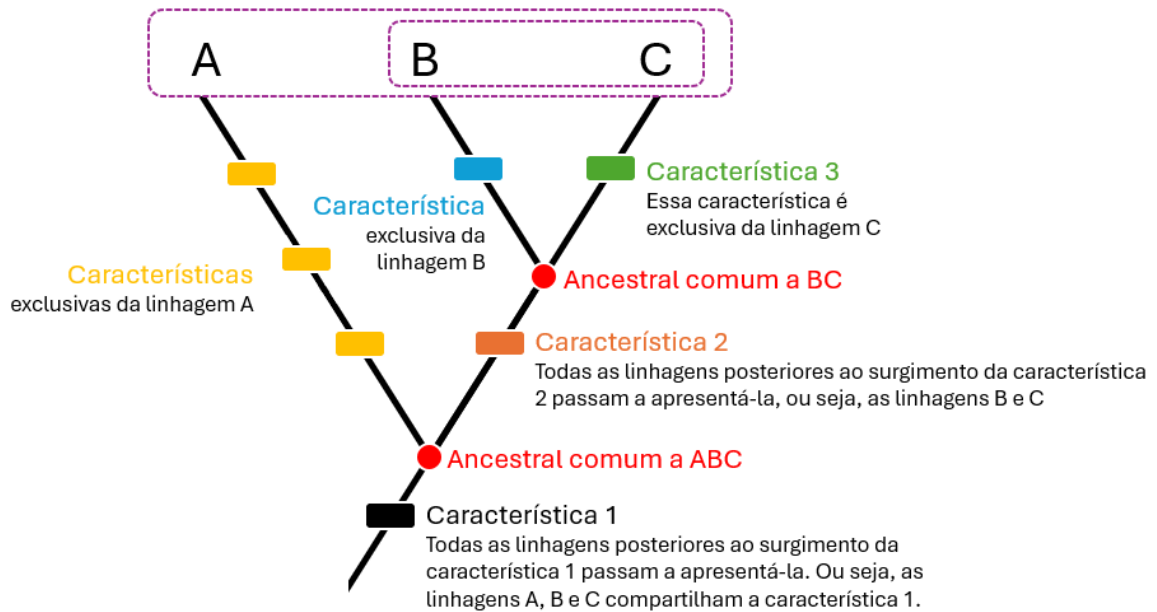 A
B
C
Característica 3
Essa característica é
exclusiva da linhagem C
Característica
exclusiva da
linhagem B
Características
exclusivas da linhagem A
Ancestral comum a BC
Característica 2
Todas as linhagens posteriores ao surgimento da característica
2 passam a apresentá-la, ou seja, as linhagens B e C
Ancestral comum a ABC
Característica 1
Todas as linhagens posteriores ao surgimento da
característica 1 passam a apresentá-la. Ou seja, as
linhagens A, B e C compartilham a característica 1.